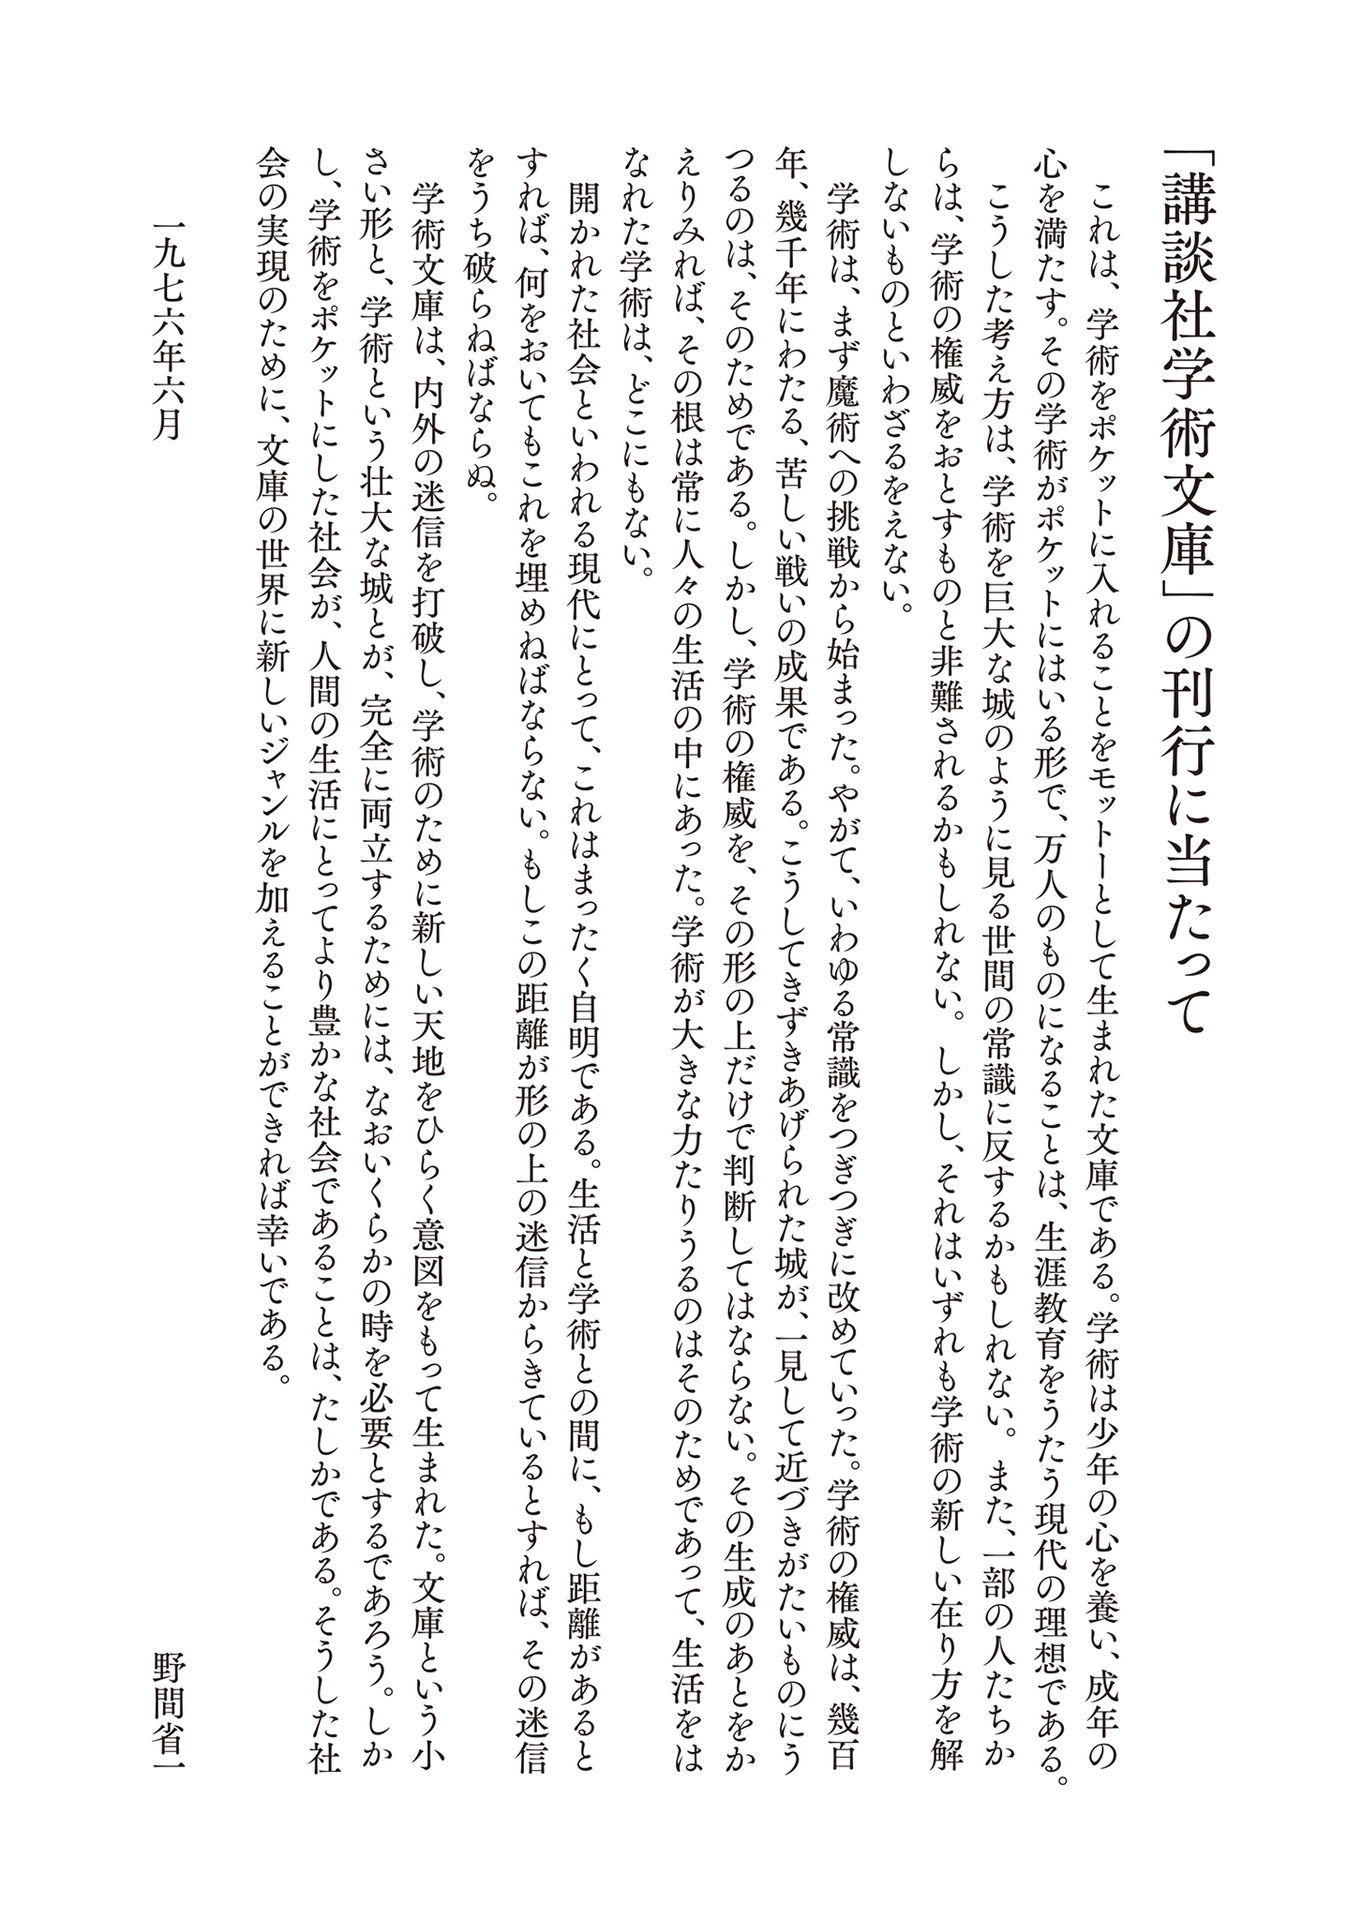 「講談社学術文庫」の刊行に当たって
これは、学術をポケットに入れることをモットーとして生まれた文庫である。学術は少年の心を養い、成年の
心を満たす。その学術がポケットにはいる形で、万人のものになることは、生涯教育をうたう現代の理想である。
こうした考え方は、学術を巨大な城のように見る世間の常識に反するかもしれない。また、一部の人たちか
らは、学術の権威をおとすものと非難されるかもしれない。しかし、それはいずれも学術の新しい在り方を解
しないものといわざるをえない。
学術は、まず魔術への挑戦から始まった。やがて、いわゆる常識をつぎつぎに改めていった。学術の権威は、幾百
年、幾千年にわたる、苦しい戦いの成果である。こうしてきずきあげられた城が、一見して近づきがたいものにう
つるのは、そのためである。しかし、学術の権威を、その形の上だけで判断してはならない。その生成のあとをか
えりみれば、その根は常に人々の生活の中にあった。学術が大きな力たりうるのはそのためであって、生活をは
なれた学術は、どこにもない。
開かれた社会といわれる現代にとって、これはまったく自明である。生活と学術との間に、もし距離があると
すれば、何をおいてもこれを埋めねばならない。もしこの距離が形の上の迷信からきているとすれば、その迷信
をうち破らねばならぬ。
学術文庫は、内外の迷信を打破し、学術のために新しい天地をひらく意図をもって生まれた。文庫という小
さい形と、学術という壮大な城とが、完全に両立するためには、なおいくらかの時を必要とするであろう。しか
し、学術をポケットにした社会が、人間の生活にとってより豊かな社会であることは、たしかである。そうした社
会の実現のために、文庫の世界に新しいジャンルを加えることができれば幸いである。
一九七六年六月
野間省一